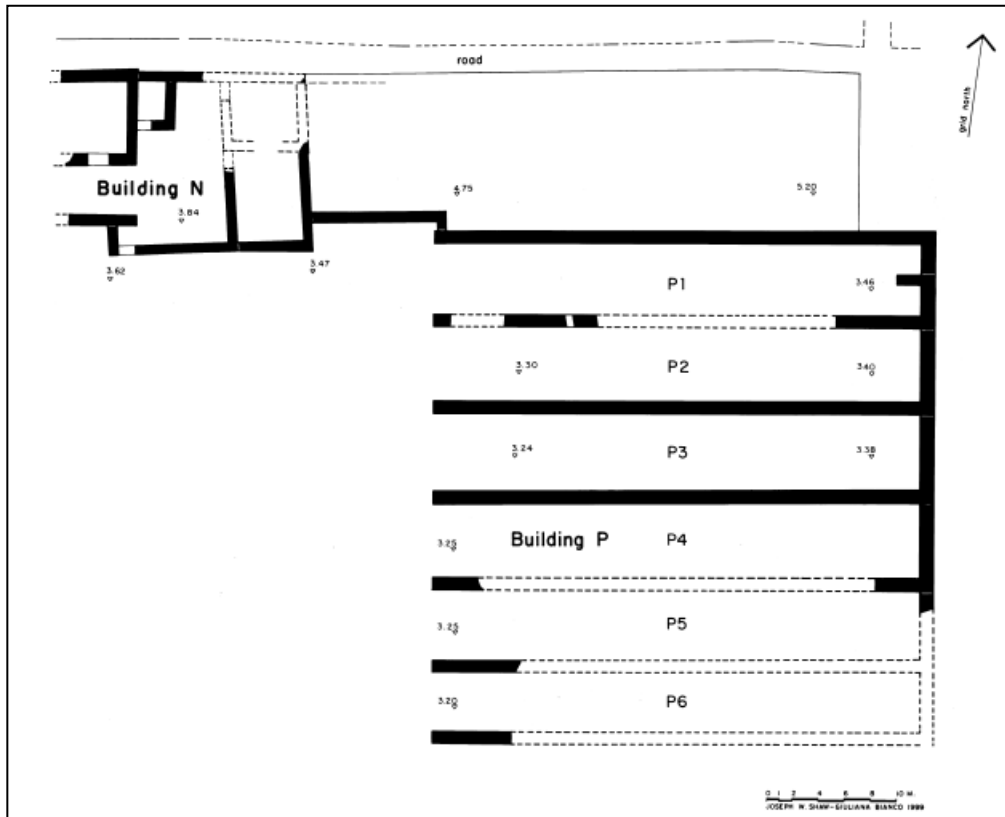 road
grid north
4.75
5.20
Building N
3.84
3.62
3.47
P1
3.46
3.30
P2
3.40
3.24
P3
3.38
3.25
Building P
P4
3.25
P5
3.20
P6
0 1 2 4 6 8 10 M.
JOSEPH W. SHAW-GIULIANA BIANCO 1999